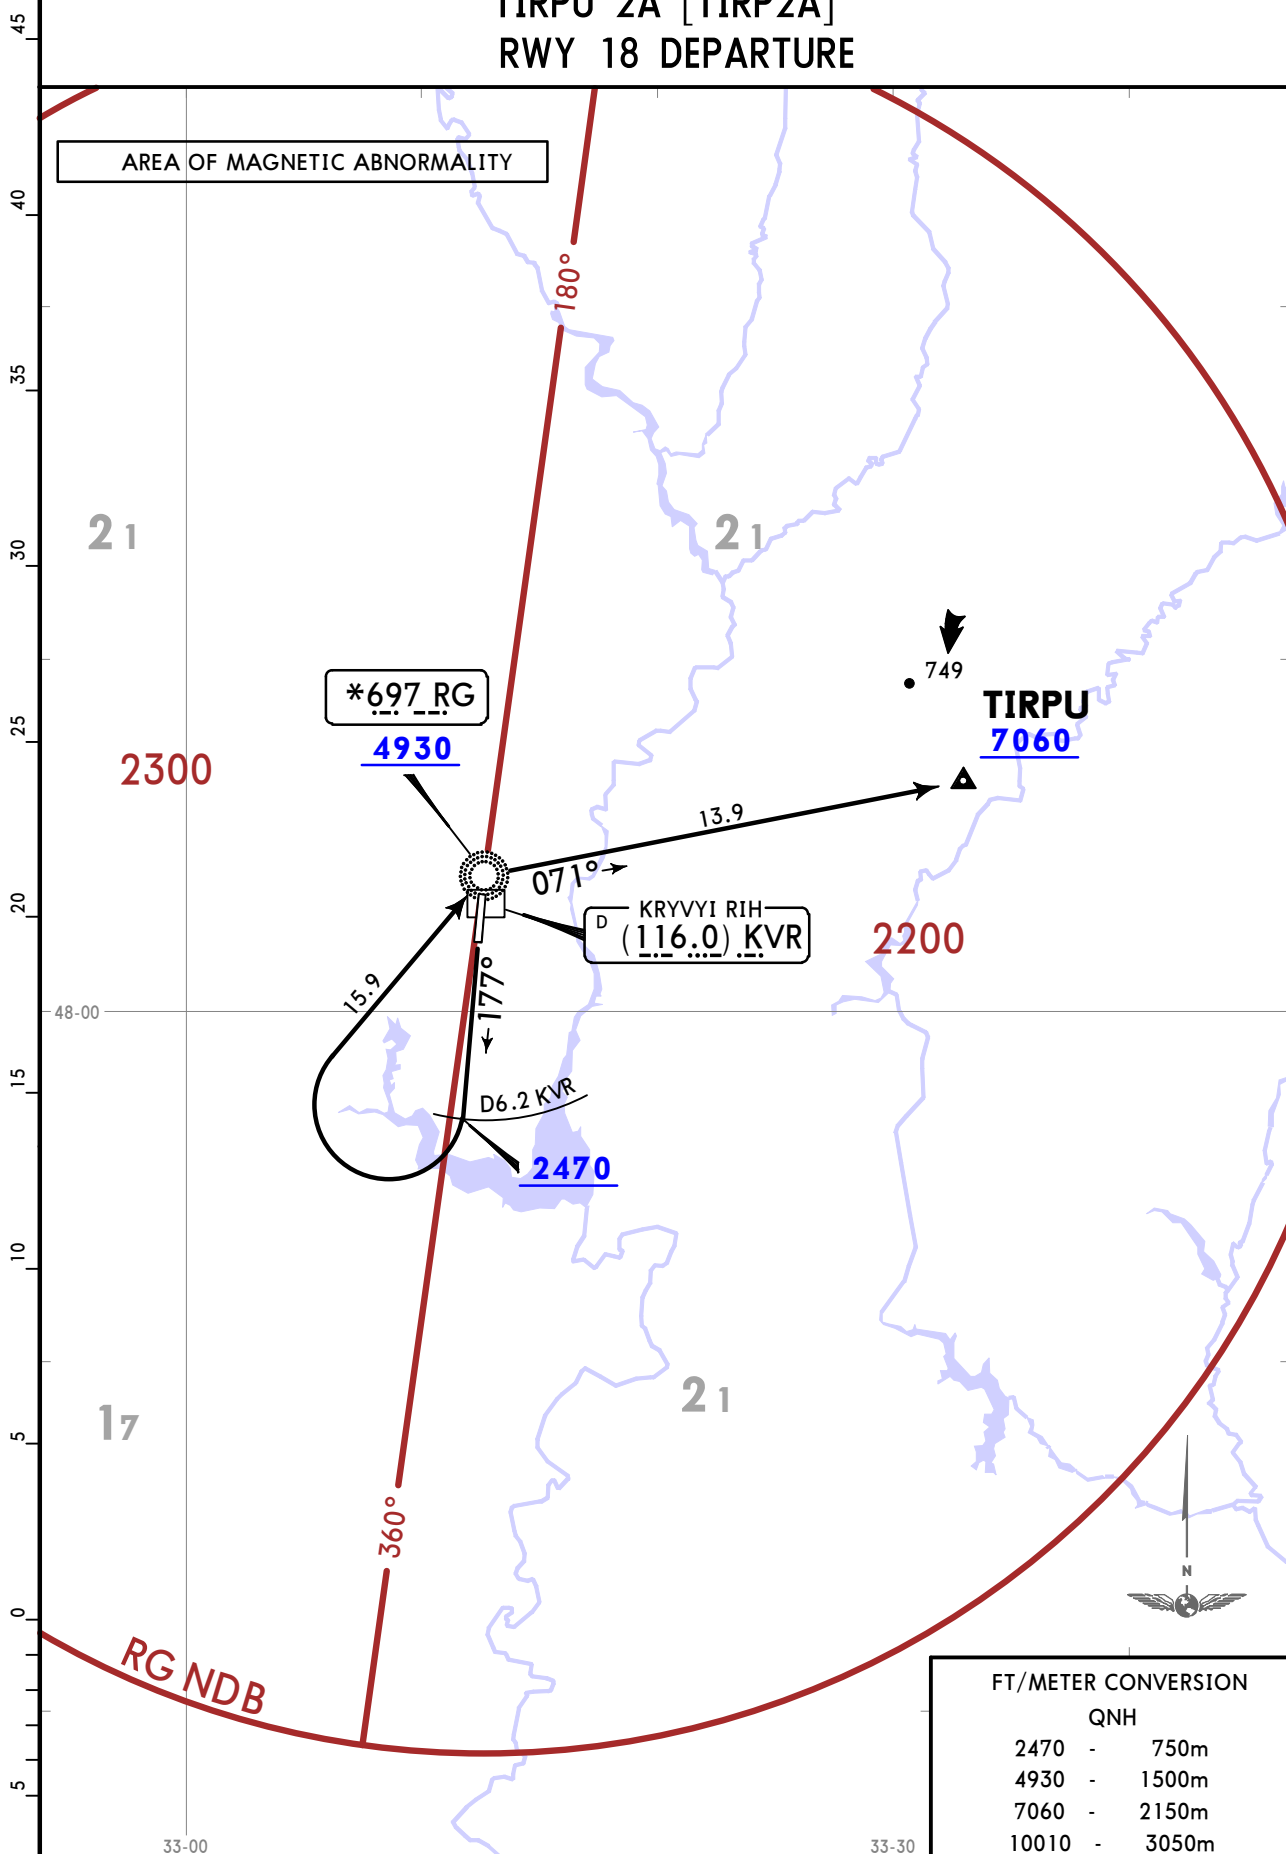 TIRPU 2A [TIRP2A]
RWY 18 DEPARTURE
45
AREA OF MAGNETIC ABNORMALITY
40
180°
35
30
21
21
749
*697 RG
4930
TIRPU
7060
25
2300
13.9
071°
20
KRYVYI RIH
D (116.0) KVR
2200
177°
15.9
48-00
15
D6.2 KVR
2470
10
17
21
5
360°
N
0
RG NDB
5
FT/METER CONVERSION
QNH
2470 - 750m
4930 - 1500m
7060 - 2150m
10010 - 3050m
33-00
33-30